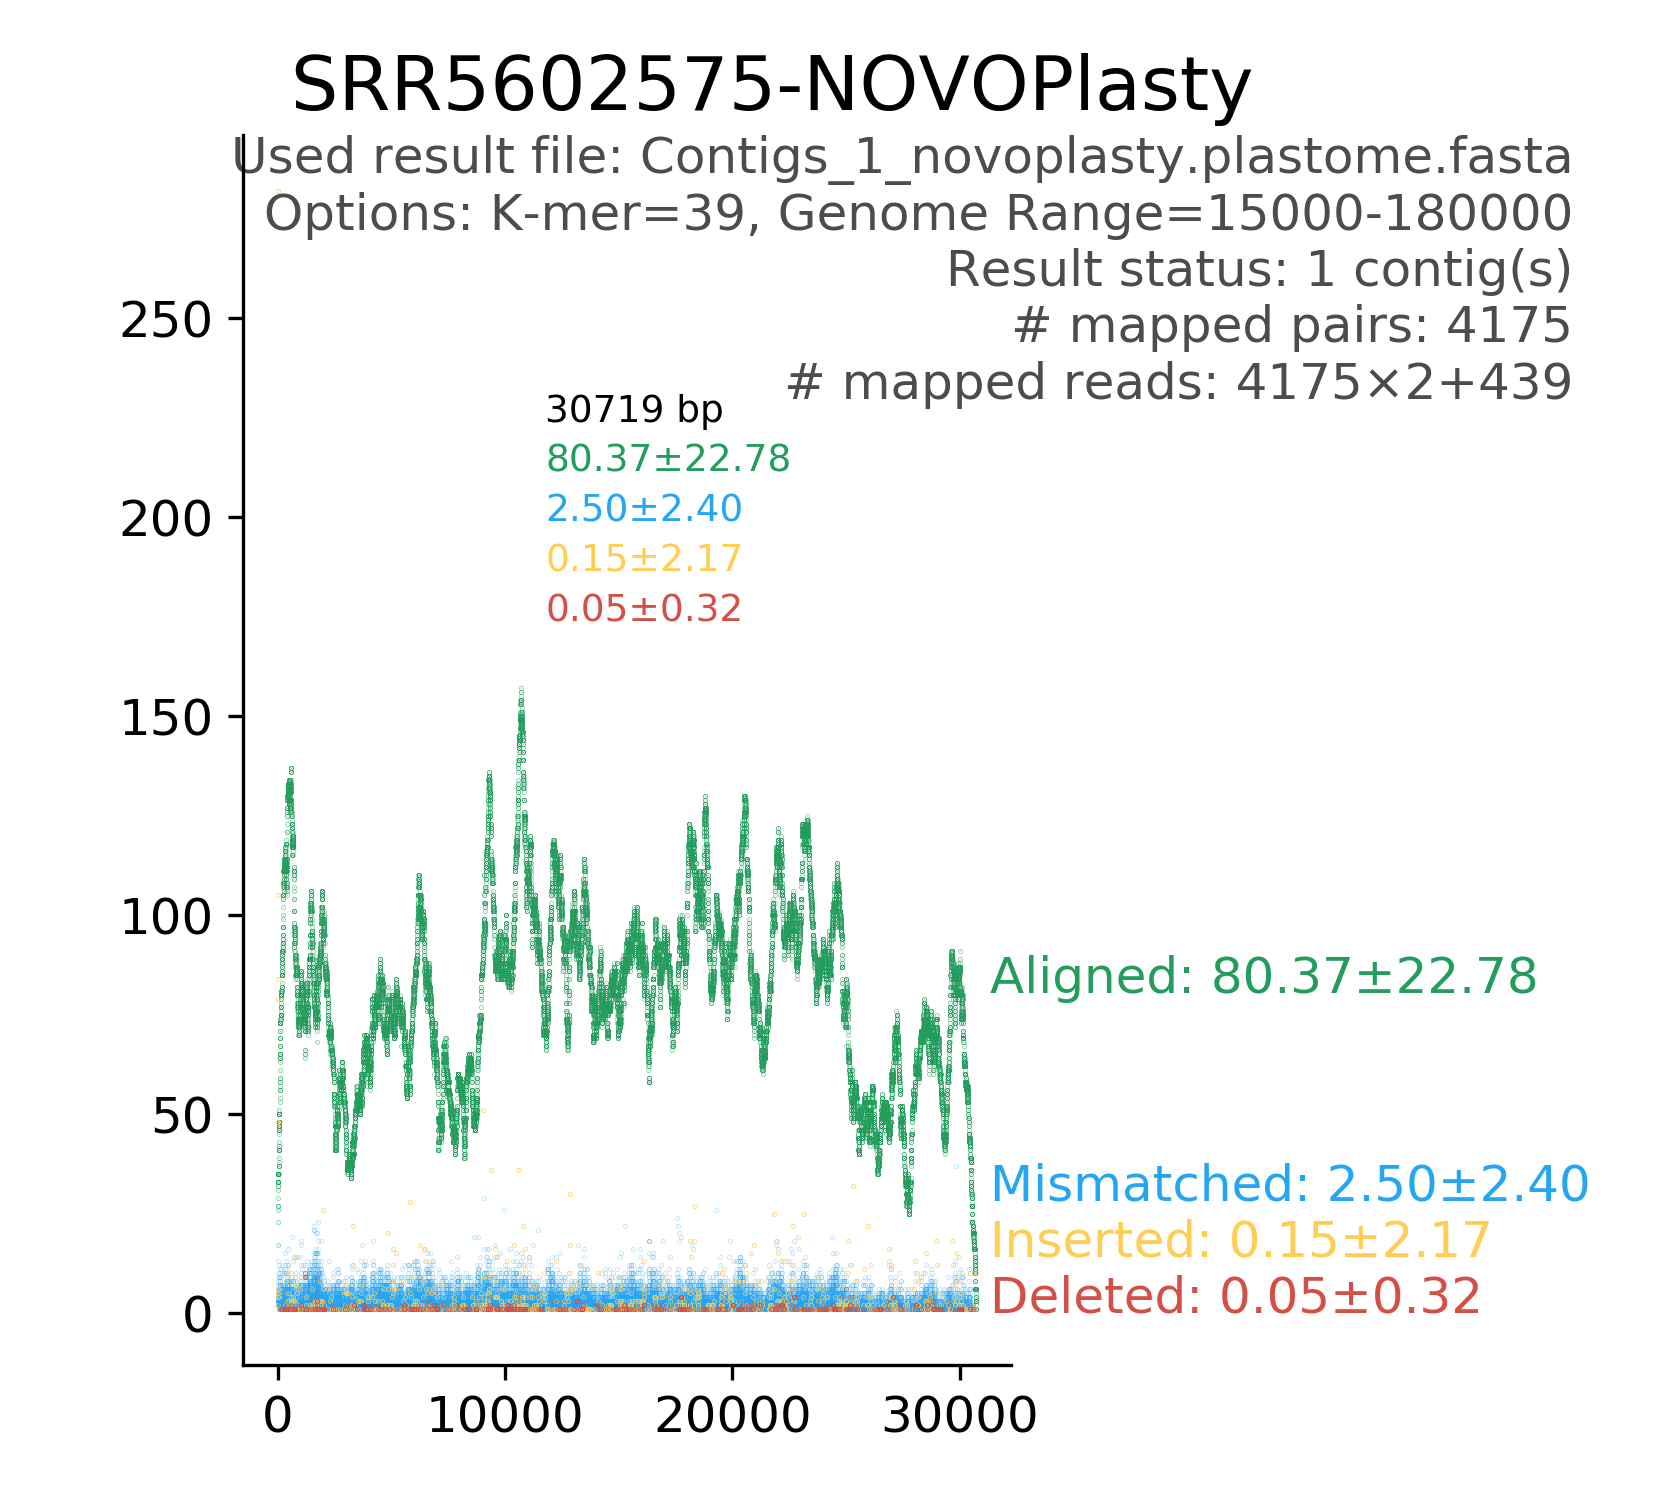 SRR5602575-NOVOPlasty
Used result file: Contigs_1_novoplasty.plastome.fasta
Options: K-mer=39, Genome Range=15000-180000
Result status: 1 contig(s)
# mapped pairs: 4175
# mapped reads: 4175×2+439
30719 bp
80.37±22.78
2.50±2.40
0.15±2.17
0.05±0.32
250
200
150
100
50
0
Aligned: 80.37±22.78
Mismatched: 2.50±2.40
Inserted: 0.15±2.17
Deleted: 0.05±0.32
0 10000 20000 30000